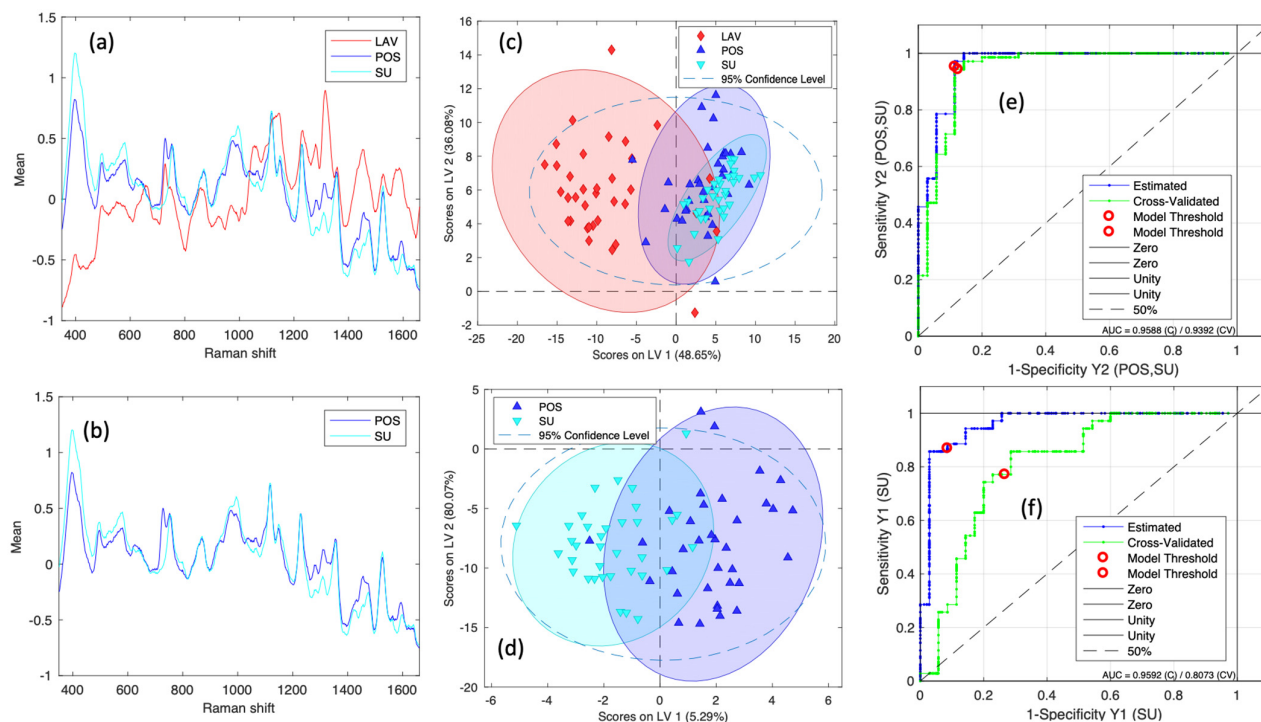 (a)
LAV
POS
SU
1.5
1
0.5
0
-0.5
-1
Mean
400 600 800 1000 1200 1400 1600
Raman shift
(c)
LAV
POS
SU
95% Confidence Level
16
14
12
10
8
6
4
2
0
-2
Scores on LV 2 (36.08%)
-25 -20 -15 -10 -5 0 5 10 15 20
Scores on LV 1 (48.65%)
(e)
1
0.8
0.6
0.4
0.2
0
Sensitivity Y2 (POS,SU)
Estimated
Cross-Validated
Model Threshold
Model Threshold
Zero
Zero
Unity
Unity
50%
AUC = 0.9588 (C) / 0.9392 (CV)
0 0.2 0.4 0.6 0.8 1
1-Specificity Y2 (POS,SU)
(b)
POS
SU
1.5
1
0.5
0
-0.5
-1
Mean
400 600 800 1000 1200 1400 1600
Raman shift
POS
SU
95% Confidence Level
5
0
-5
-10
-15
-20
Scores on LV 2 (80.07%)
(d)
-6 -4 -2 0 2 4 6
Scores on LV 1 (5.29%)
1
0.8
0.6
0.4
0.2
0
Sensitivity Y1 (SU)
(f)
Estimated
Cross-Validated
Model Threshold
Model Threshold
Zero
Zero
Unity
Unity
50%
AUC = 0.9592 (C) / 0.8073 (CV)
0 0.2 0.4 0.6 0.8 1
1-Specificity Y1 (SU)